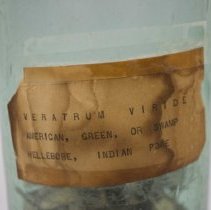 VERATRUM VIRIDE
AMERICAN, GREEN, OR SWAMP
HELLEBORE, INDIAN POKE